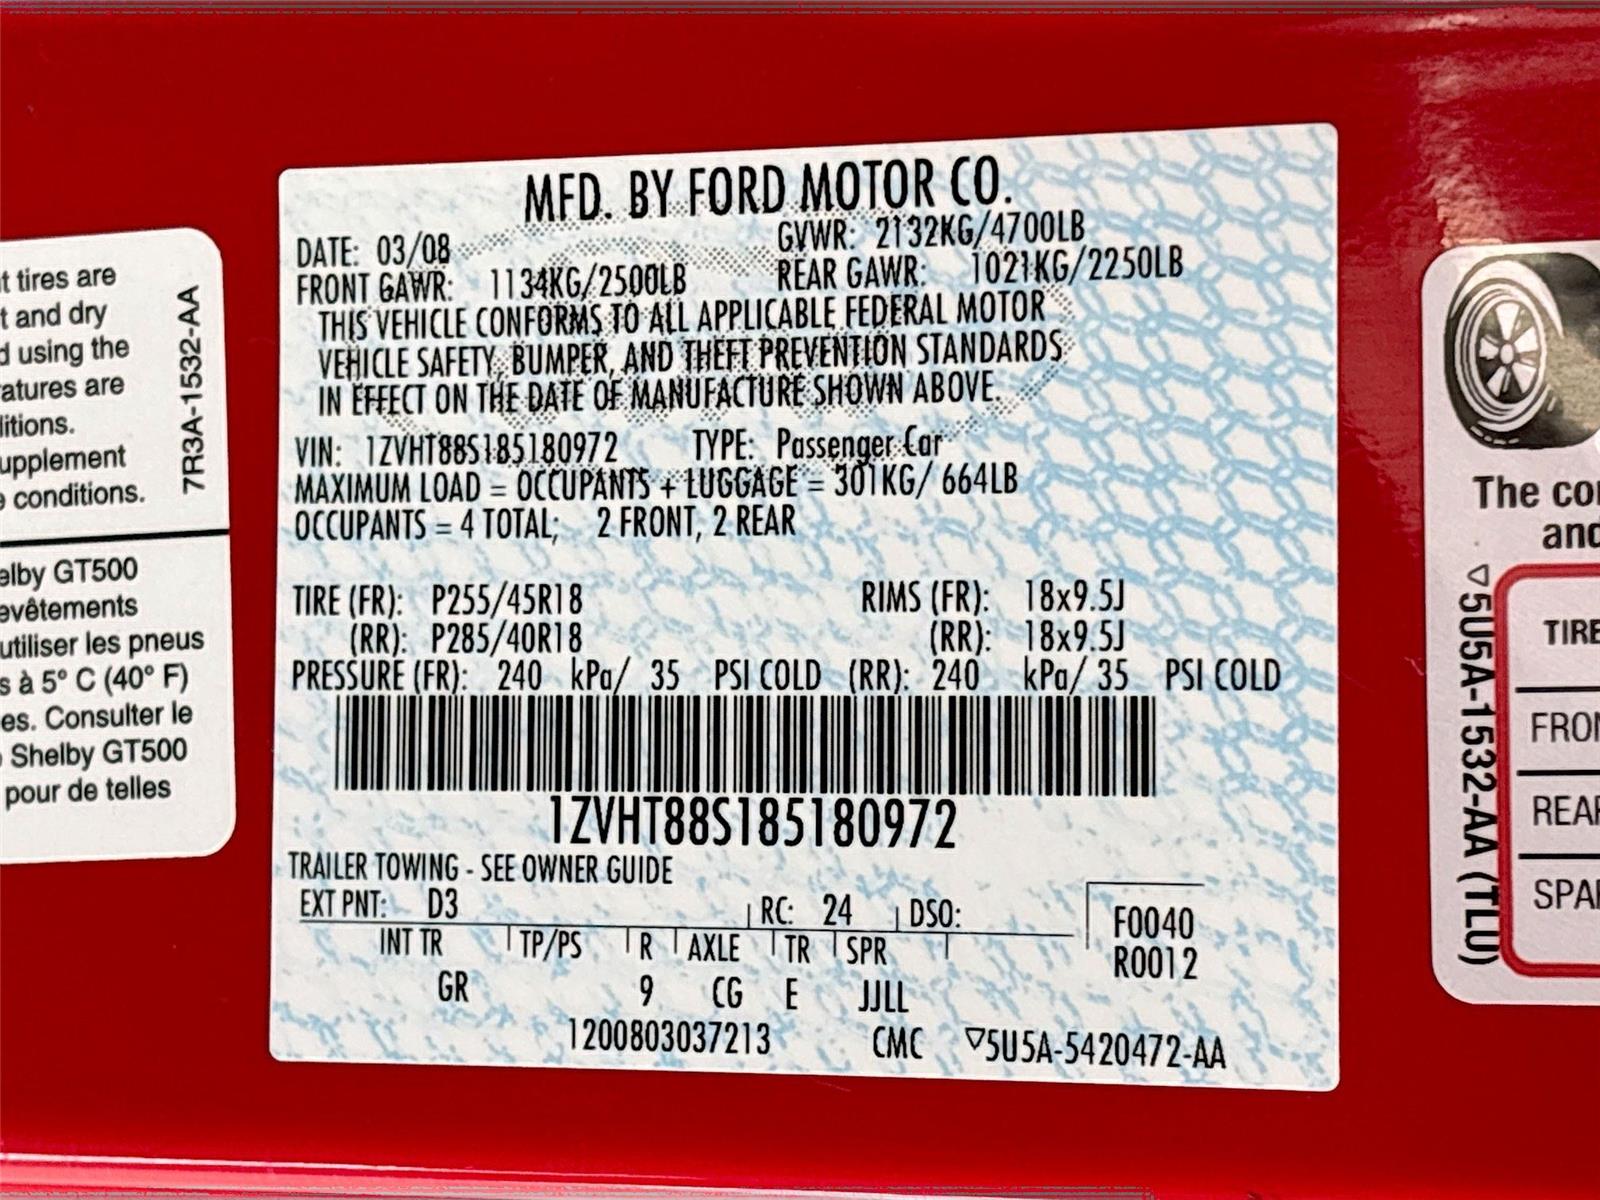 t tires are
t and dry
d using the
ratures are
litions.
upplement
e conditions.
7R3A-1532-AA
elby GT500
evêtements
utiliser les pneus
s à 5° C (40° F)
es. Consulter le
Shelby GT500
pour de telles
MFD. BY FORD MOTOR CO.
DATE: 03/08 GVWR: 2132KG/4700LB
FRONT GAWR: 1134KG/2500LB REAR GAWR: 1021KG/2250LB
THIS VEHICLE CONFORMS TO ALL APPLICABLE FEDERAL MOTOR
VEHICLE SAFETY, BUMPER, AND THEFT PREVENTION STANDARDS
IN EFFECT ON THE DATE OF MANUFACTURE SHOWN ABOVE.
VIN: 1ZVHT88S185180972 TYPE: Passenger Car
MAXIMUM LOAD = OCCUPANTS + LUGGAGE = 301KG/ 664LB
OCCUPANTS = 4 TOTAL; 2 FRONT, 2 REAR
TIRE (FR): P255/45R18 RIMS (FR): 18x9.5J
(RR): P285/40R18 (RR): 18x9.5J
PRESSURE (FR): 240 kPa/ 35 PSI COLD (RR): 240 kPa/ 35 PSI COLD
1ZVHT88S185180972
TRAILER TOWING - SEE OWNER GUIDE
EXT PNT: D3 RC: 24 DSO: F0040
INT TR TP/PS R AXLE TR SPR R0012
GR 9 CG E JJLL
1200803037213 CMC ▽5U5A-5420472-AA
The co
and
▽5U5A-1532-AA (TLU)
TIRE
FRON
REAR
SPAR